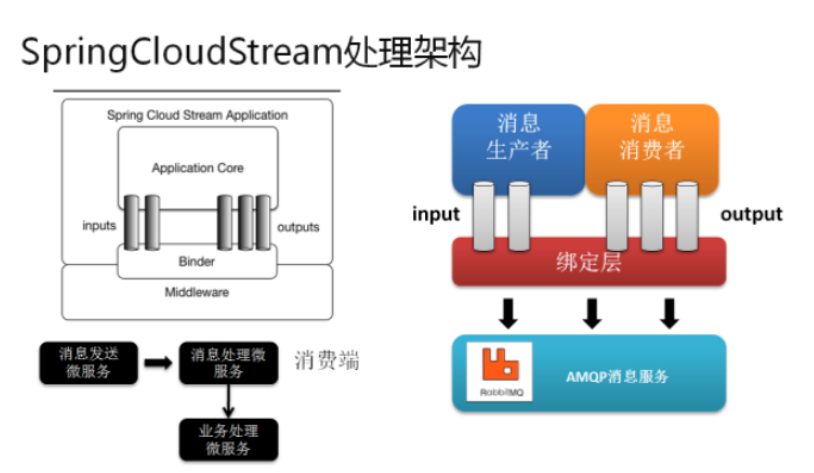 SpringCloudStream处理架构
Spring Cloud Stream Application
Application Core
inputs
outputs
Binder
Middleware
消息发送
微服务
消息处理微
服务
消费端
业务处理
微服务
消息
生产者
消息
消费者
input
output
绑定层
RabbitMQ
AMQP消息服务